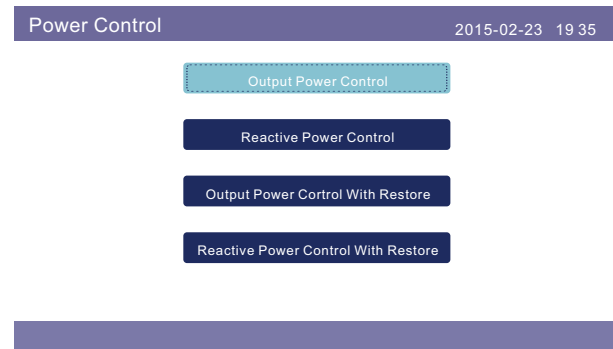 Power Control
2015-02-23 19 35
Output Power Control
Reactive Power Control
Output Power Cortrol With Restore
Reactive Power Control With Restore